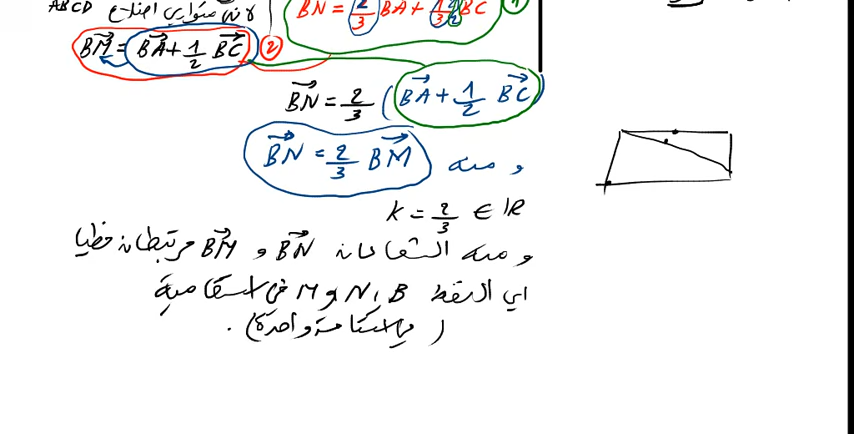 ABCD لأنه متوازي أضلاع
BN = 2/3 BA + 1/3 BC ①
BM = BA + 1/2 BC ②
BN = 2/3 (BA + 1/2 BC)
ومنه BN = 2/3 BM
K = 2/3 ∈ IR
ومنه الشعاعان BN و BM مرتبطان خطيا
اي النقط B, N و M في استقامية
(في استقامة واحدة).